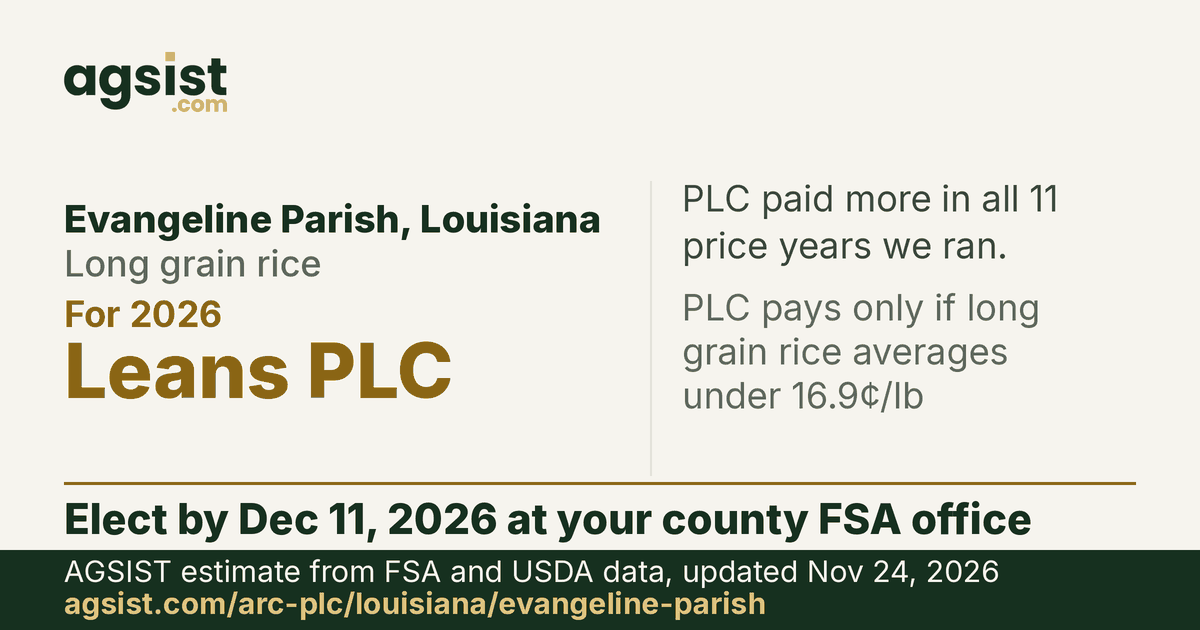 agsist
.com
Evangeline Parish, Louisiana
Long grain rice
For 2026
Leans PLC
PLC paid more in all 11
price years we ran.
PLC pays only if long
grain rice averages
under 16.9¢/lb
Elect by Dec 11, 2026 at your county FSA office
AGSIST estimate from FSA and USDA data, updated Nov 24, 2026
agsist.com/arc-plc/louisiana/evangeline-parish